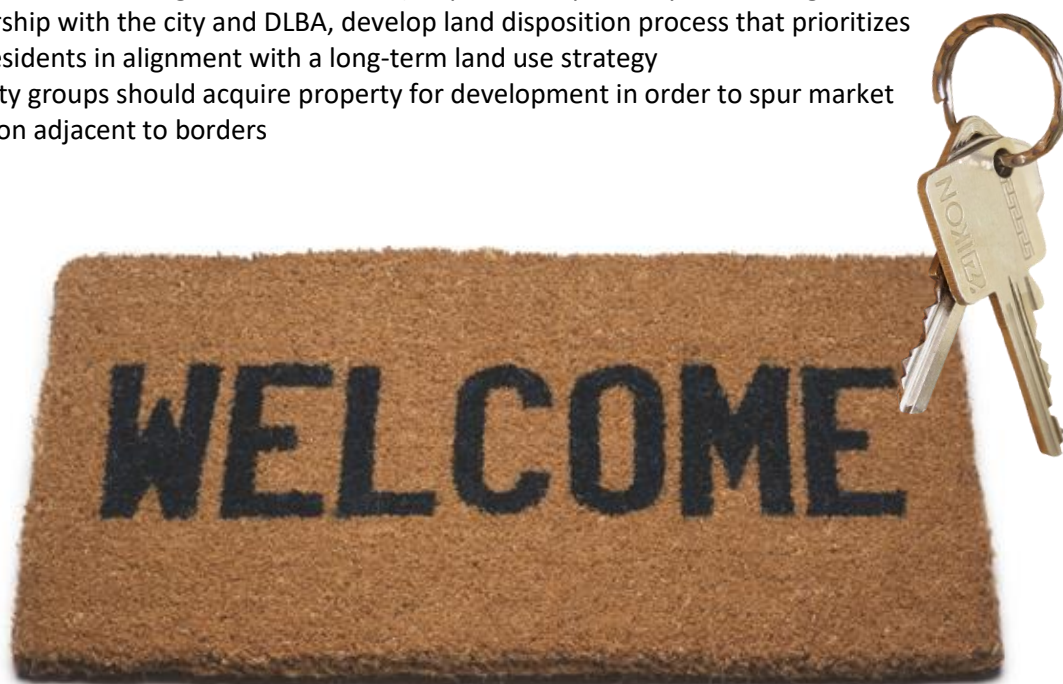 rship with the city and DLBA, develop land disposition process that prioritizes
esidents in alignment with a long-term land use strategy
ty groups should acquire property for development in order to spur market
on adjacent to borders
WELCOME